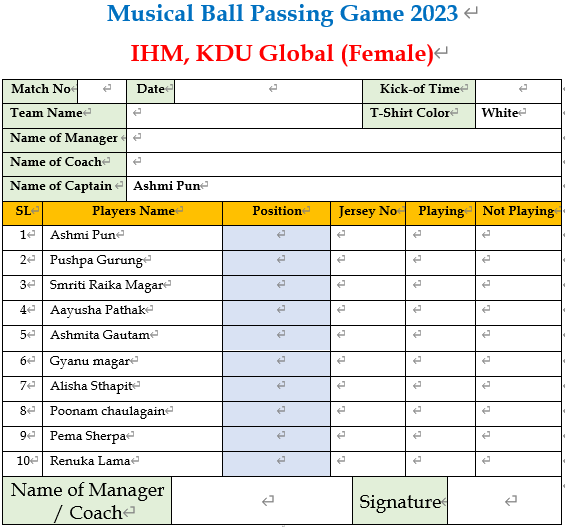 Musical Ball Passing Game 2023
IHM, KDU Global (Female)
Match No Date Kick-of Time
Team Name T-Shirt Color White
Name of Manager
Name of Coach
Name of Captain Ashmi Pun
SL Players Name Position Jersey No Playing Not Playing
1 Ashmi Pun
2 Pushpa Gurung
3 Smriti Raika Magar
4 Aayusha Pathak
5 Ashmita Gautam
6 Gyanu magar
7 Alisha Sthapit
8 Poonam chaulagain
9 Pema Sherpa
10 Renuka Lama
Name of Manager
/ Coach Signature